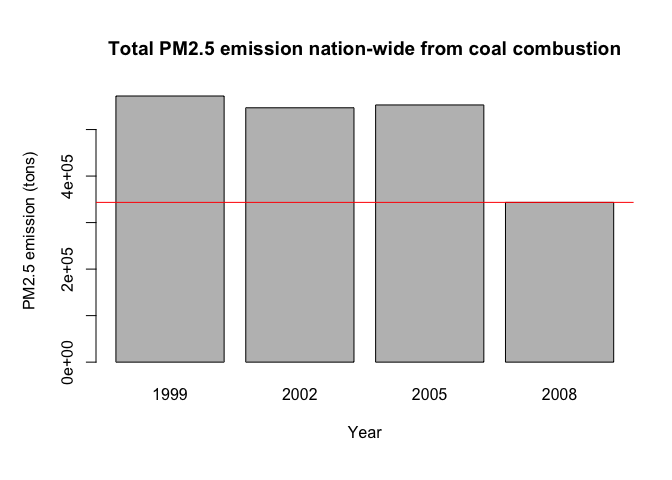 Total PM2.5 emission nation-wide from coal combustion
PM2.5 emission (tons)
4e+05
2e+05
0e+00
1999 2002 2005 2008
Year